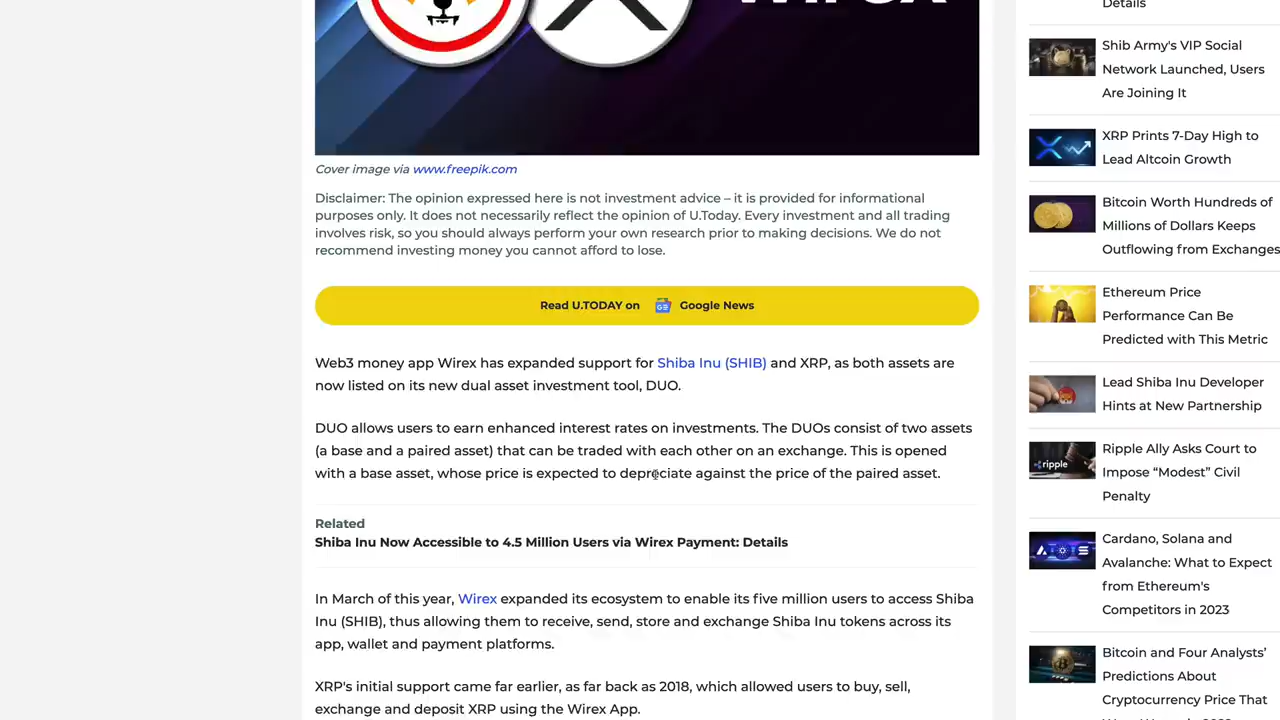 Cover image via www.freepik.com
Disclaimer: The opinion expressed here is not investment advice – it is provided for informational
purposes only. It does not necessarily reflect the opinion of U.Today. Every investment and all trading
involves risk, so you should always perform your own research prior to making decisions. We do not
recommend investing money you cannot afford to lose.
Read U.TODAY on Google News
Web3 money app Wirex has expanded support for Shiba Inu (SHIB) and XRP, as both assets are
now listed on its new dual asset investment tool, DUO.
DUO allows users to earn enhanced interest rates on investments. The DUOs consist of two assets
(a base and a paired asset) that can be traded with each other on an exchange. This is opened
with a base asset, whose price is expected to depreciate against the price of the paired asset.
Related
Shiba Inu Now Accessible to 4.5 Million Users via Wirex Payment: Details
In March of this year, Wirex expanded its ecosystem to enable its five million users to access Shiba
Inu (SHIB), thus allowing them to receive, send, store and exchange Shiba Inu tokens across its
app, wallet and payment platforms.
XRP's initial support came far earlier, as far back as 2018, which allowed users to buy, sell,
exchange and deposit XRP using the Wirex App.
Details
Shib Army's VIP Social
Network Launched, Users
Are Joining It
XRP Prints 7-Day High to
Lead Altcoin Growth
Bitcoin Worth Hundreds of
Millions of Dollars Keeps
Outflowing from Exchanges
Ethereum Price
Performance Can Be
Predicted with This Metric
Lead Shiba Inu Developer
Hints at New Partnership
ripple
Ripple Ally Asks Court to
Impose “Modest” Civil
Penalty
Cardano, Solana and
Avalanche: What to Expect
from Ethereum's
Competitors in 2023
Bitcoin and Four Analysts’
Predictions About
Cryptocurrency Price That